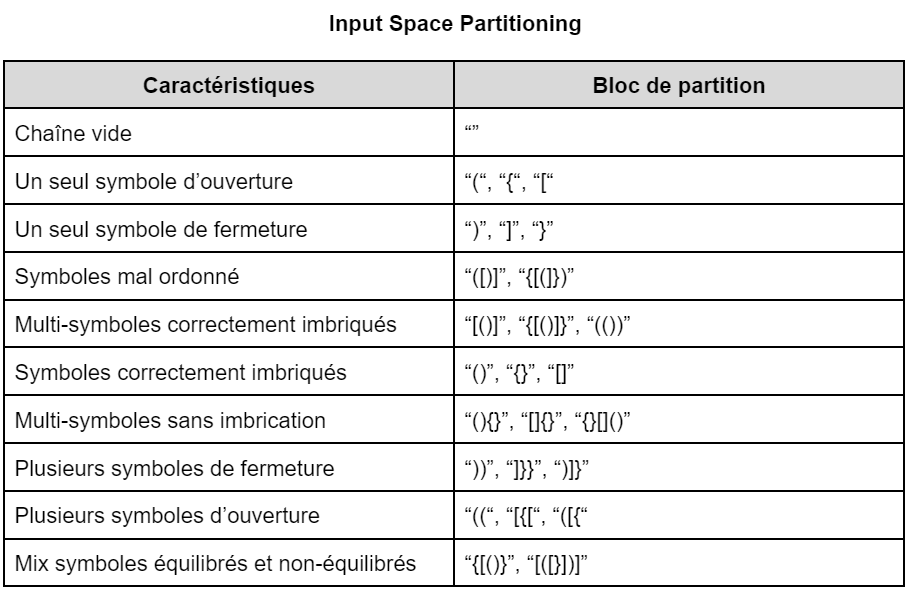 Input Space Partitioning
Caractéristiques Bloc de partition
Chaîne vide “”
Un seul symbole d’ouverture “(“, “{“, “[“
Un seul symbole de fermeture “)”, “]”, “}”
Symboles mal ordonné “([)]”, “{[(]})”
Multi-symboles correctement imbriqués “[()]”, “{[()]}”, “(())”
Symboles correctement imbriqués “()”, “{}”, “[]”
Multi-symboles sans imbrication “(){}”, “[]{}”, “{}[]()”
Plusieurs symboles de fermeture “))”, “]}}”, “)]}”
Plusieurs symboles d’ouverture “((“, “[{[“, “([{“
Mix symboles équilibrés et non-équilibrés “{[()}”, “[([}])]”